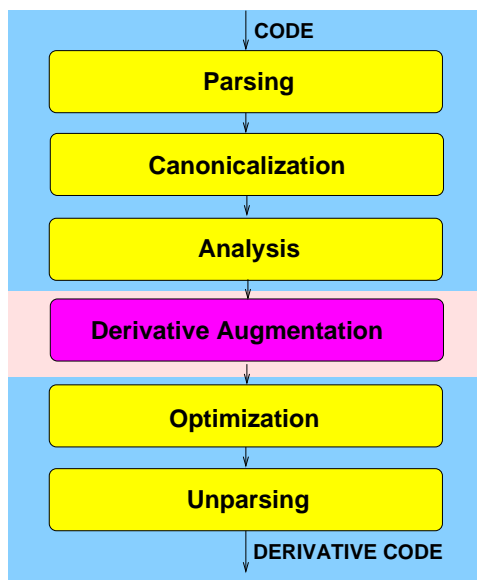 CODE
Parsing
Canonicalization
Analysis
Derivative Augmentation
Optimization
Unparsing
DERIVATIVE CODE